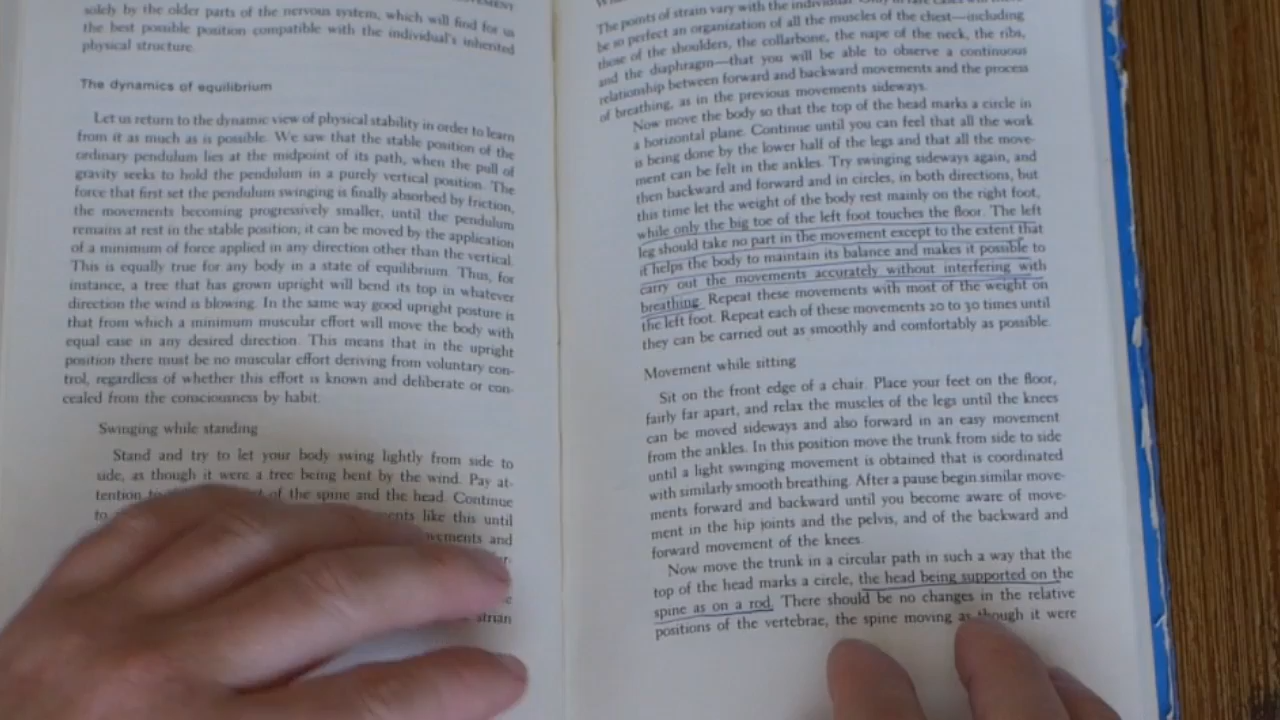 solely by the older parts of the nervous system, which will find for us
the best possible position compatible with the individual's inherited
physical structure.
The dynamics of equilibrium
Let us return to the dynamic view of physical stability in order to learn
from it as much as is possible. We saw that the stable position of the
ordinary pendulum lies at the midpoint of its path, when the pull of
gravity seeks to hold the pendulum in a purely vertical position. The
force that first set the pendulum swinging is finally absorbed by friction,
the movements becoming progressively smaller, until the pendulum
remains at rest in the stable position; it can be moved by the application
of a minimum of force applied in any direction other than the vertical.
This is equally true for any body in a state of equilibrium. Thus, for
instance, a tree that has grown upright will bend its top in whatever
direction the wind is blowing. In the same way good upright posture is
that from which a minimum muscular effort will move the body with
equal ease in any desired direction. This means that in the upright
position there must be no muscular effort deriving from voluntary con-
trol, regardless of whether this effort is known and deliberate or con-
cealed from the consciousness by habit.
Swinging while standing
Stand and try to let your body swing lightly from side to
side, as though it were a tree being bent by the wind. Pay at-
tention to of the spine and the head. Continue
like this until
and
The points of strain vary with the individual.
be so perfect an organization of all the muscles of the chest—including
those of the shoulders, the collarbone, the nape of the neck, the ribs,
and the diaphragm—that you will be able to observe a continuous
relationship between forward and backward movements and the process
of breathing, as in the previous movements sideways.
Now move the body so that the top of the head marks a circle in
a horizontal plane. Continue until you can feel that all the work
is being done by the lower half of the legs and that all the move-
ment can be felt in the ankles. Try swinging sideways again, and
then backward and forward and in circles, in both directions, but
this time let the weight of the body rest mainly on the right foot,
while only the big toe of the left foot touches the floor. The left
leg should take no part in the movement except to the extent that
it helps the body to maintain its balance and makes it possible to
carry out the movements accurately without interfering with
breathing. Repeat these movements with most of the weight on
the left foot. Repeat each of these movements 20 to 30 times until
they can be carried out as smoothly and comfortably as possible.
Movement while sitting
Sit on the front edge of a chair. Place your feet on the floor,
fairly far apart, and relax the muscles of the legs until the knees
can be moved sideways and also forward in an easy movement
from the ankles. In this position move the trunk from side to side
until a light swinging movement is obtained that is coordinated
with similarly smooth breathing. After a pause begin similar move-
ments forward and backward until you become aware of move-
ment in the hip joints and the pelvis, and of the backward and
forward movement of the knees.
Now move the trunk in a circular path in such a way that the
top of the head marks a circle, the head being supported on the
spine as on a rod. There should be no changes in the relative
positions of the vertebrae, the spine moving as though it were